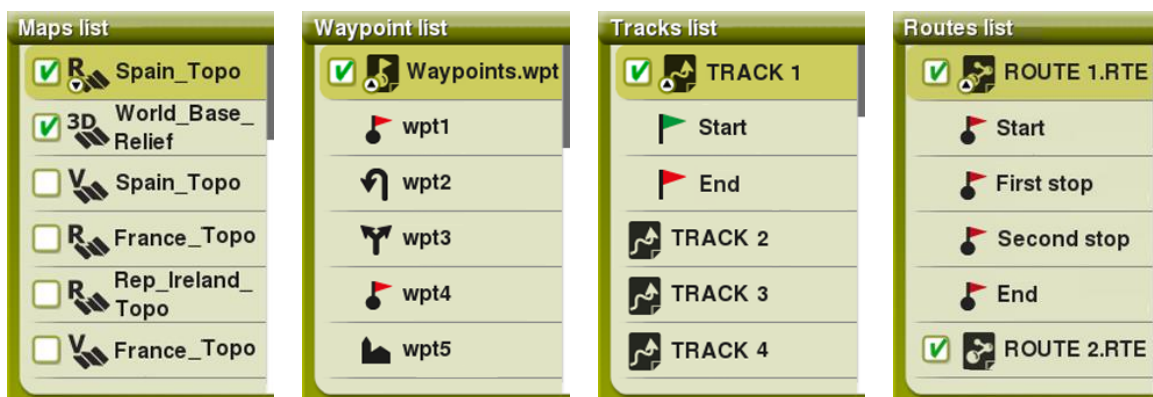 Maps list
R Spain_Topo
3D World_Base_
Relief
V Spain_Topo
R France_Topo
R Rep_Ireland_
Topo
V France_Topo
Waypoint list
Waypoints.wpt
wpt1
wpt2
wpt3
wpt4
wpt5
Tracks list
TRACK 1
Start
End
TRACK 2
TRACK 3
TRACK 4
Routes list
ROUTE 1.RTE
Start
First stop
Second stop
End
ROUTE 2.RTE